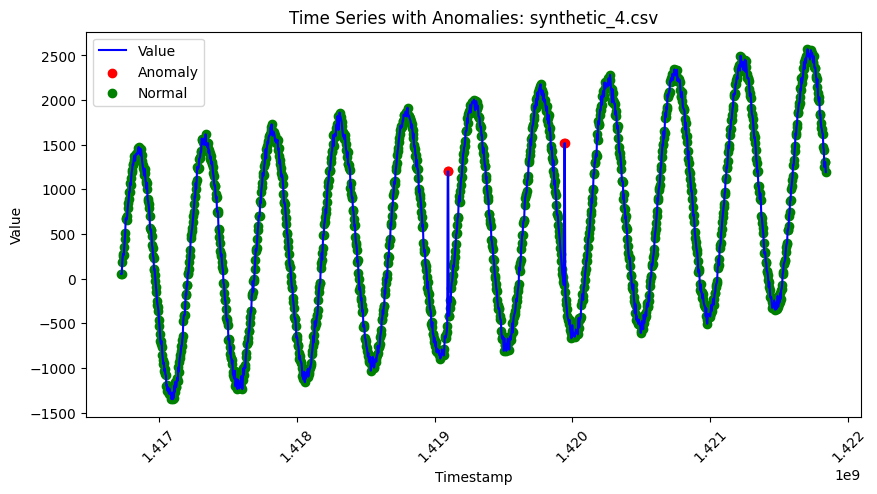 Time Series with Anomalies: synthetic_4.csv
Value
Anomaly
Normal
Value
2500
2000
1500
1000
500
0
−500
−1000
−1500
1.417
1.418
1.419
1.420
1.421
1.422
1e9
Timestamp